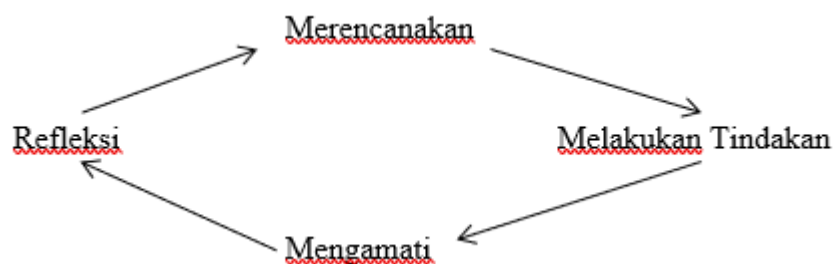 Merencanakan
Refleksi
Melakukan Tindakan
Mengamati